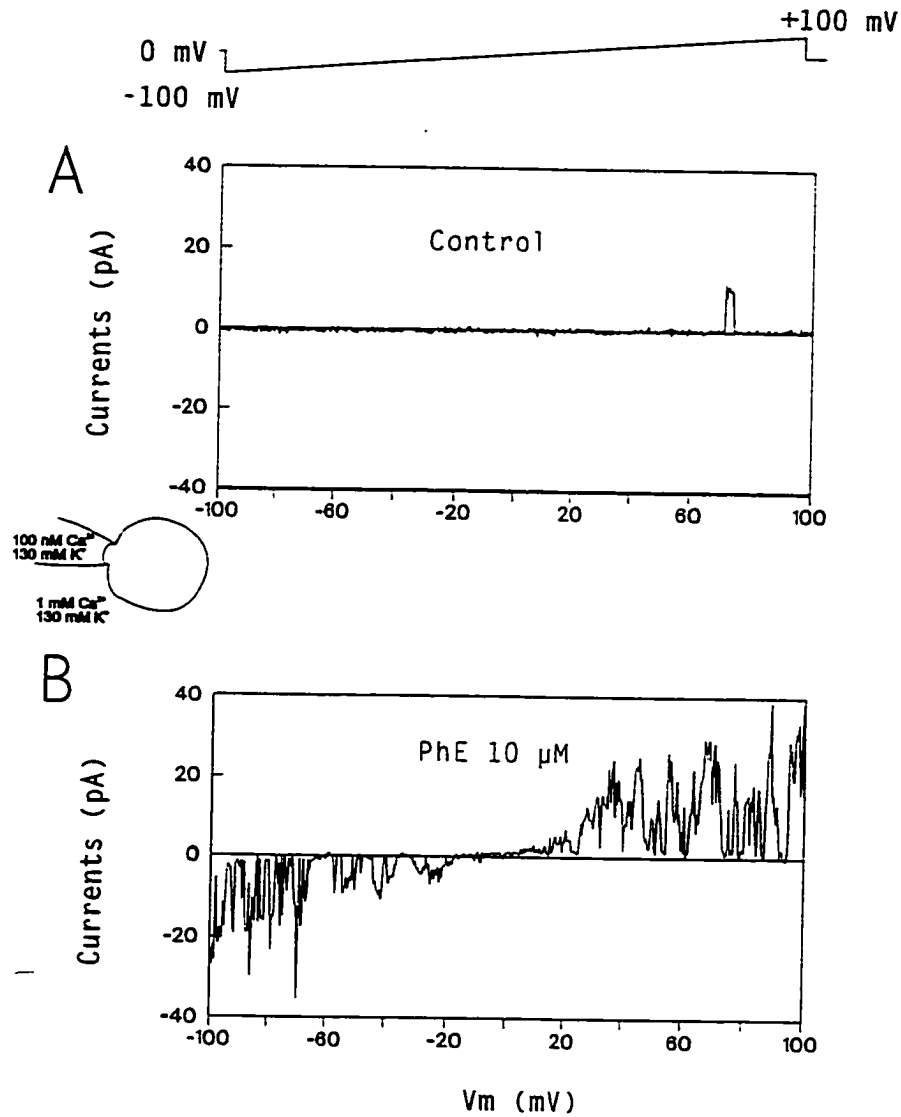 +100 mV
0 mV
-100 mV
A
Currents (pA)
40
20
0
-20
-40
Control
-100
-60
-20
20
60
100
100 nM Ca²⁺
130 mM K⁺
1 mM Ca²⁺
130 mM K⁺
B
Currents (pA)
40
20
0
-20
-40
PhE 10 µM
-100
-60
-20
20
60
100
Vm (mV)